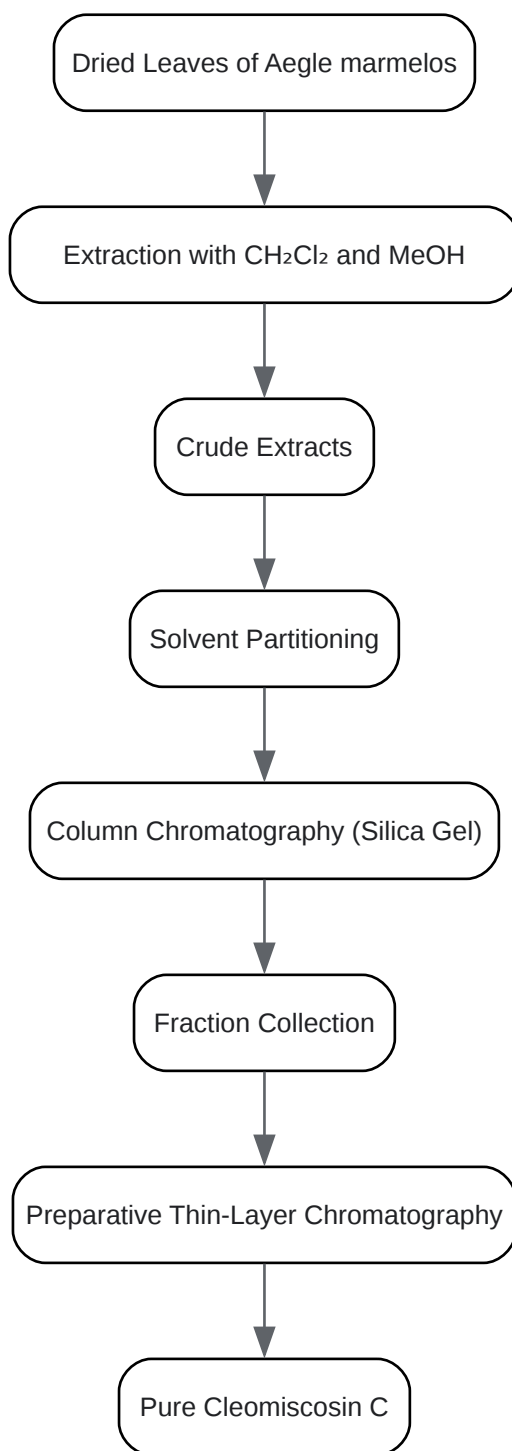 Dried Leaves of Aegle marmelos
Extraction with CH₂Cl₂ and MeOH
Crude Extracts
Solvent Partitioning
Column Chromatography (Silica Gel)
Fraction Collection
Preparative Thin-Layer Chromatography
Pure Cleomiscosin C